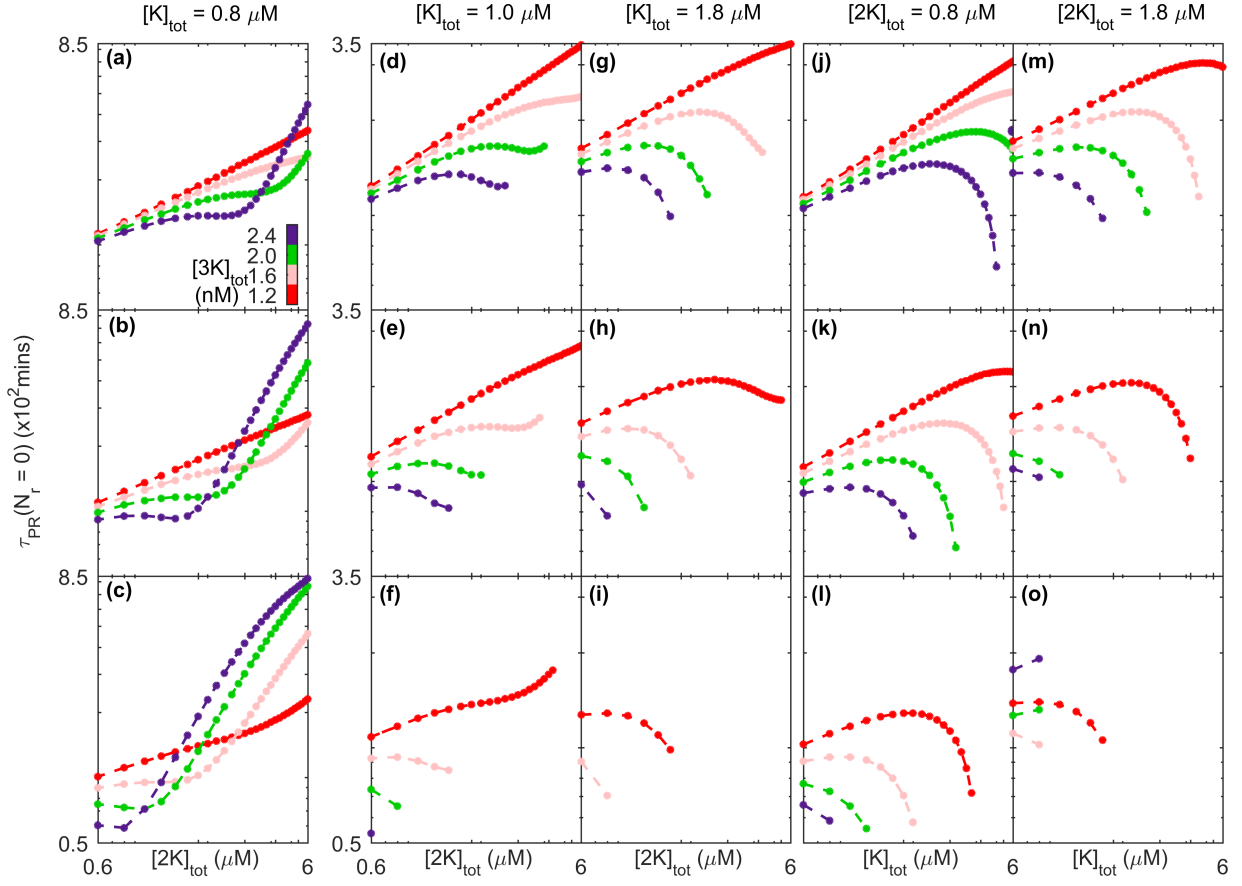 [K]tot = 0.8 μM [K]tot = 1.0 μM [K]tot = 1.8 μM [2K]tot = 0.8 μM [2K]tot = 1.8 μM
8.5 (a) 3.5 (d) (g) (j) (m)
2.4
2.0
[3K]tot 1.6
(nM) 1.2
8.5 (b) 3.5 (e) (h) (k) (n)
τPR(Nr = 0) (x10²mins)
8.5 (c) 3.5 (f) (i) (l) (o)
0.5 0.5
0.6 [2K]tot (μM) 6 0.6 [2K]tot (μM) [2K]tot (μM) 6 [K]tot (μM) 6 [K]tot (μM) 6